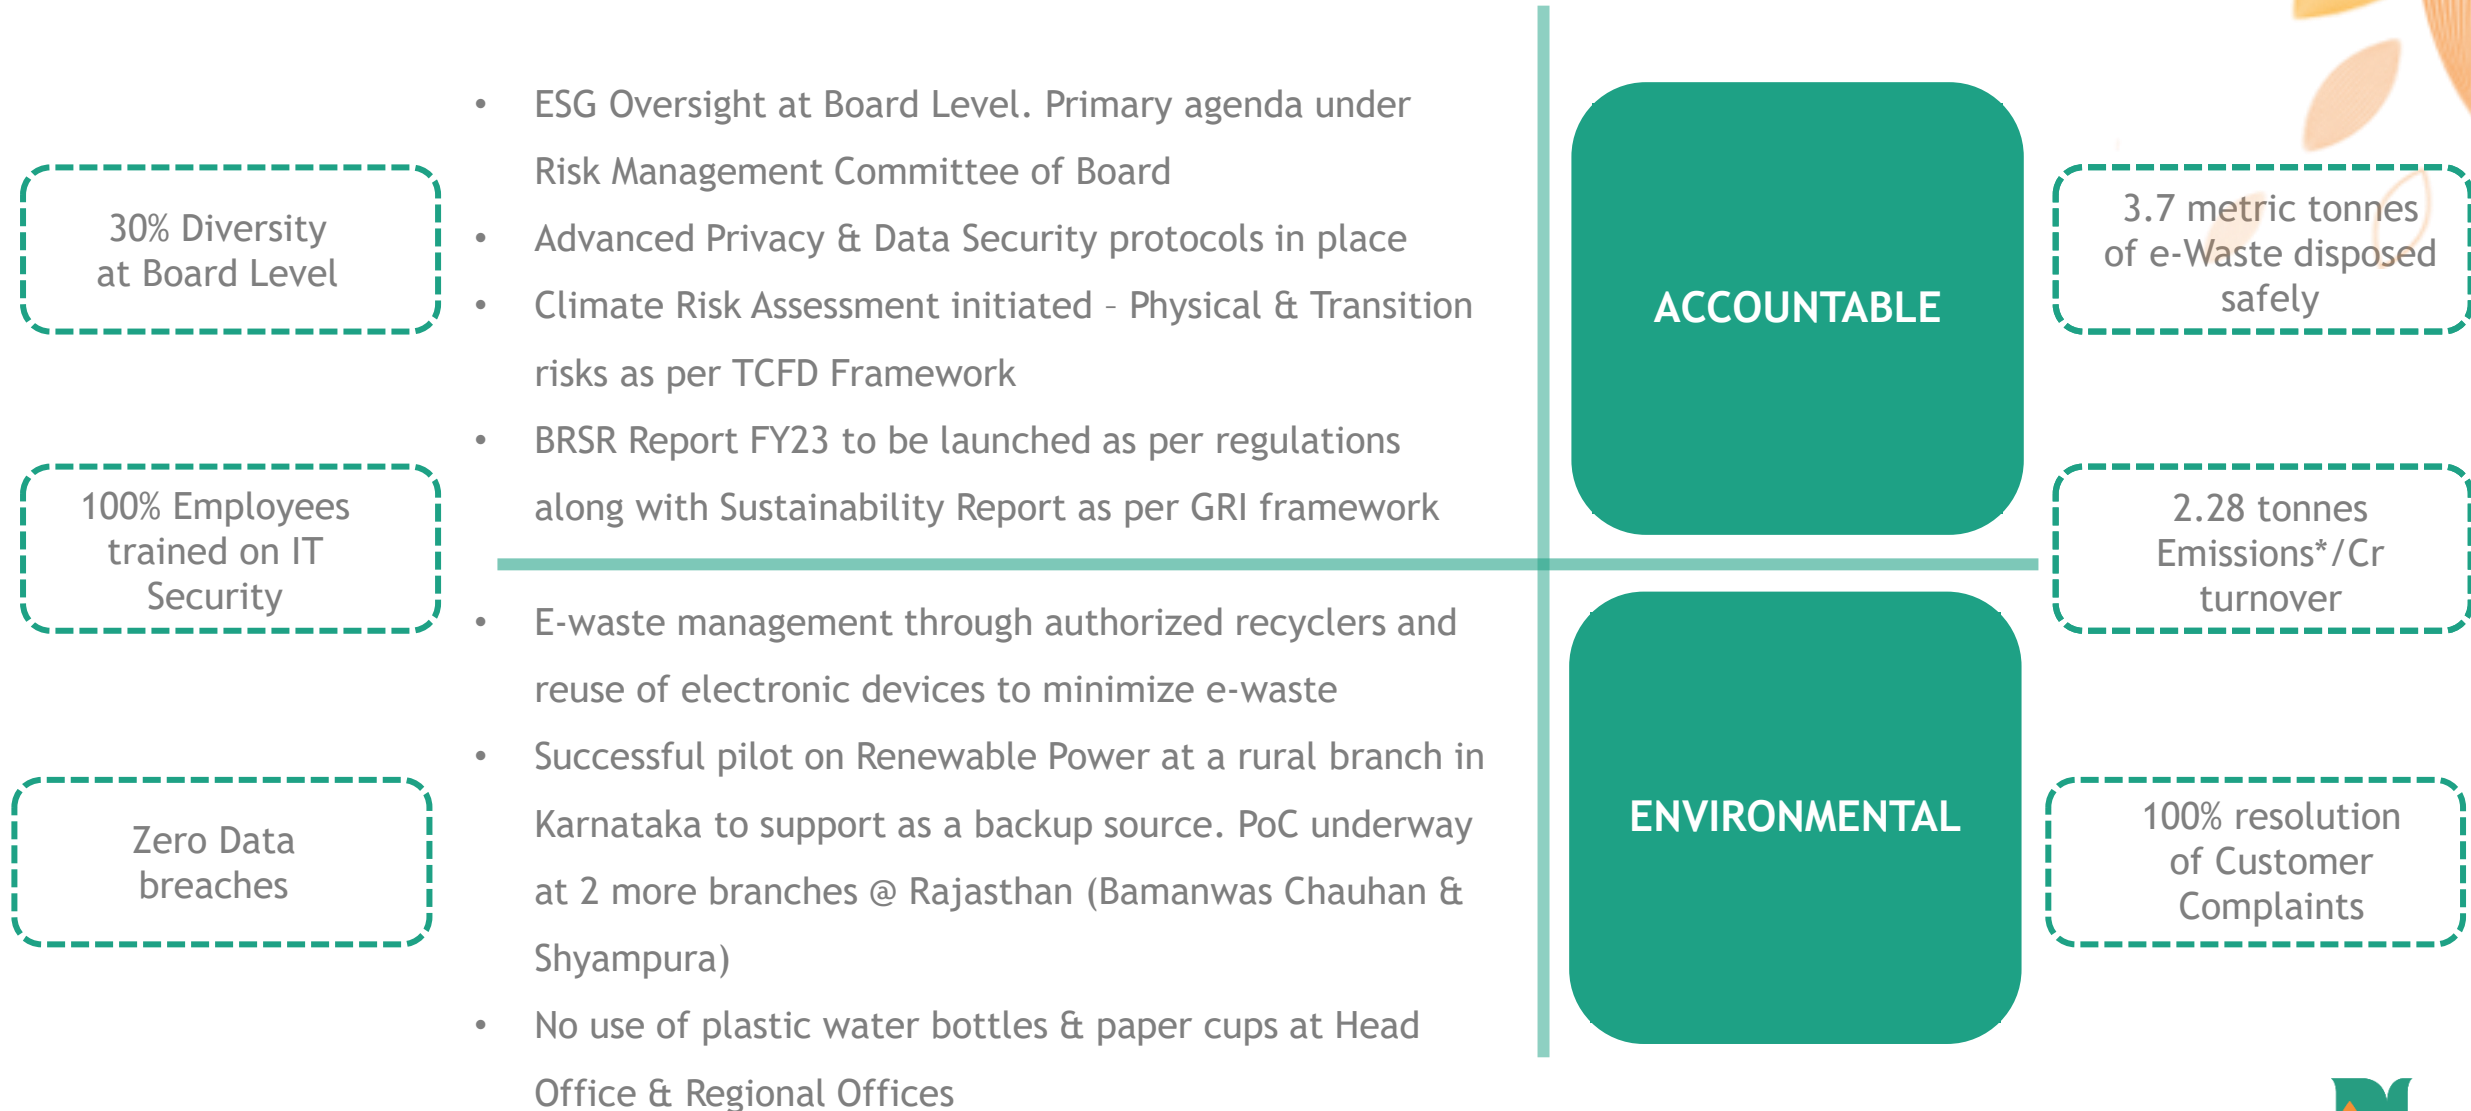 30% Diversity
at Board Level
100% Employees
trained on IT
Security
Zero Data
breaches
• ESG Oversight at Board Level. Primary agenda under
Risk Management Committee of Board
• Advanced Privacy & Data Security protocols in place
• Climate Risk Assessment initiated – Physical & Transition
risks as per TCFD Framework
• BRSR Report FY23 to be launched as per regulations
along with Sustainability Report as per GRI framework
• E-waste management through authorized recyclers and
reuse of electronic devices to minimize e-waste
• Successful pilot on Renewable Power at a rural branch in
Karnataka to support as a backup source. PoC underway
at 2 more branches @ Rajasthan (Bamanwas Chauhan &
Shyampura)
• No use of plastic water bottles & paper cups at Head
Office & Regional Offices
ACCOUNTABLE
ENVIRONMENTAL
3.7 metric tonnes
of e-Waste disposed
safely
2.28 tonnes
Emissions*/Cr
turnover
100% resolution
of Customer
Complaints